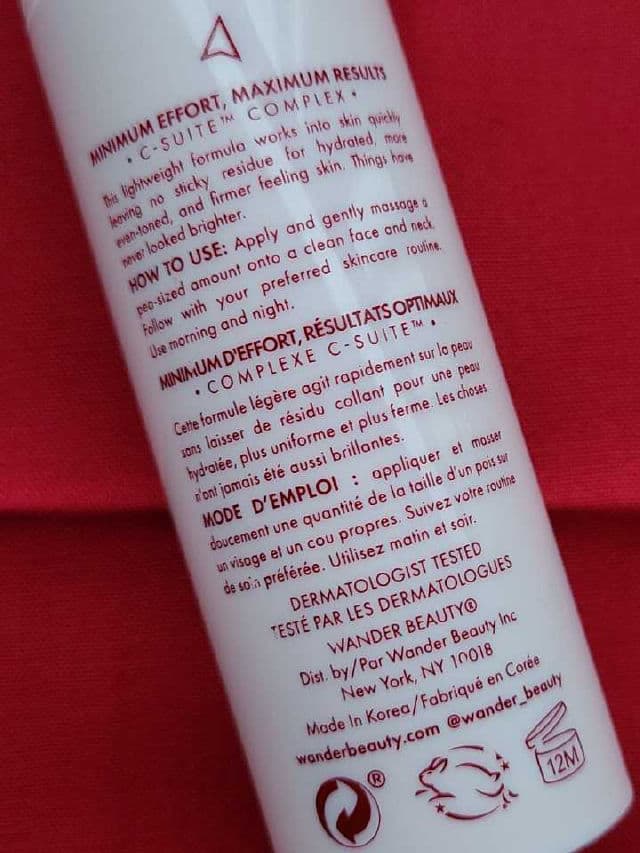 MINIMUM EFFORT, MAXIMUM RESULTS
• C-SUITE™ COMPLEX •
This lightweight formula works into skin quickly
leaving no sticky residue for hydrated, more
even-toned, and firmer feeling skin. Things have
never looked brighter.
HOW TO USE: Apply and gently massage a
pea-sized amount onto a clean face and neck.
Follow with your preferred skincare routine.
Use morning and night.
MINIMUM D'EFFORT, RÉSULTATS OPTIMAUX
• COMPLEXE C-SUITE™ •
Cette formule légère agit rapidement sur la peau
sans laisser de résidu collant pour une peau
hydratée, plus uniforme et plus ferme. Les choses
n'ont jamais été aussi brillantes.
MODE D'EMPLOI : appliquer et masser
doucement une quantité de la taille d'un pois sur
un visage et un cou propres. Suivez votre routine
de soin préférée. Utilisez matin et soir.
DERMATOLOGIST TESTED
TESTÉ PAR LES DERMATOLOGUES
WANDER BEAUTY®
Dist. by/Par Wander Beauty Inc
New York, NY 10018
Made In Korea/Fabriqué en Corée
wanderbeauty.com @wander_beauty
®
12M